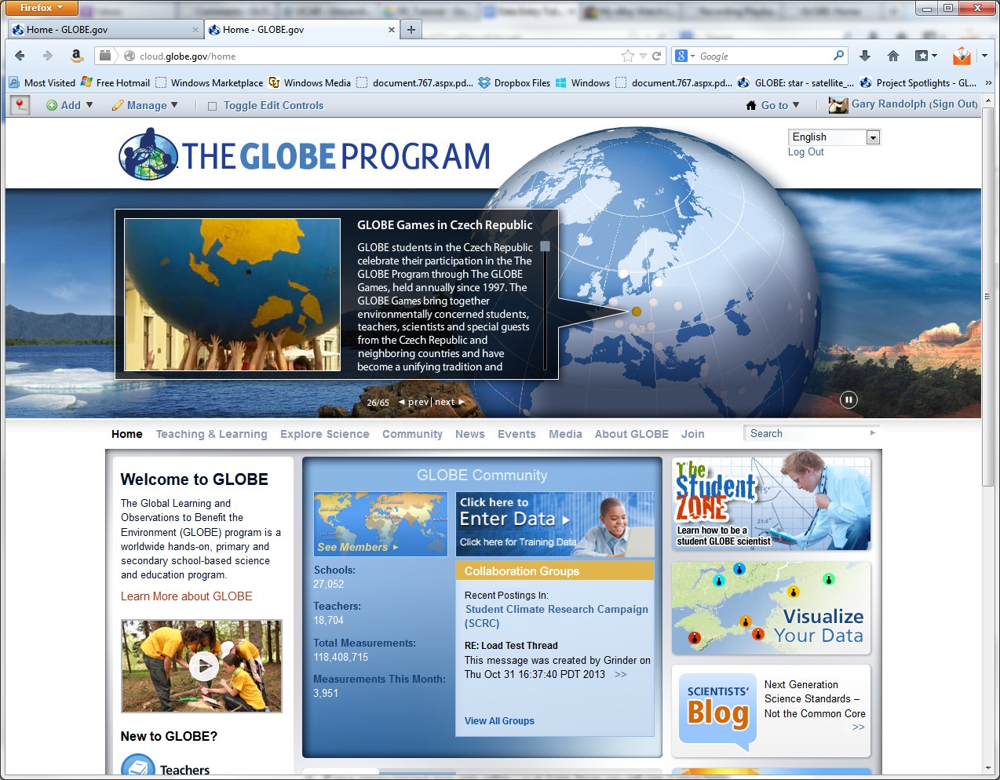 Firefox
Home - GLOBE.gov
Home - GLOBE.gov
cloud.globe.gov/home
Google
Most Visited
Free Hotmail
Windows Marketplace
Windows Media
document.767.aspx.pd...
Dropbox Files
Windows
document.767.aspx.pd...
GLOBE: star - satellite_...
Project Spotlights - GL...
Add
Manage
Toggle Edit Controls
Go to
Gary Randolph (Sign Out)
THE GLOBE PROGRAM
English
Log Out
GLOBE Games in Czech Republic
GLOBE students in the Czech Republic
celebrate their participation in the The
GLOBE Program through The GLOBE
Games, held annually since 1997. The
GLOBE Games bring together
environmentally concerned students,
teachers, scientists and special guests
from the Czech Republic and
neighboring countries and have
become a unifying tradition and
26/65 ◄ prev | next ►
Home
Teaching & Learning
Explore Science
Community
News
Events
Media
About GLOBE
Join
Search
Welcome to GLOBE
The Global Learning and
Observations to Benefit the
Environment (GLOBE) program is a
worldwide hands-on, primary and
secondary school-based science
and education program.
Learn More about GLOBE
New to GLOBE?
Teachers
GLOBE Community
See Members ►
Schools:
27,052
Teachers:
18,704
Total Measurements:
118,408,715
Measurements This Month:
3,951
Click here to
Enter Data ►
Click here for Training Data
Collaboration Groups
Recent Postings In:
Student Climate Research Campaign
(SCRC)
RE: Load Test Thread
This message was created by Grinder on
Thu Oct 31 16:37:40 PDT 2013 >>
View All Groups
The
Student
ZONE
Learn how to be a
student GLOBE scientist
Visualize
Your Data
SCIENTISTS'
Blog
Next Generation
Science Standards –
Not the Common Core
>>